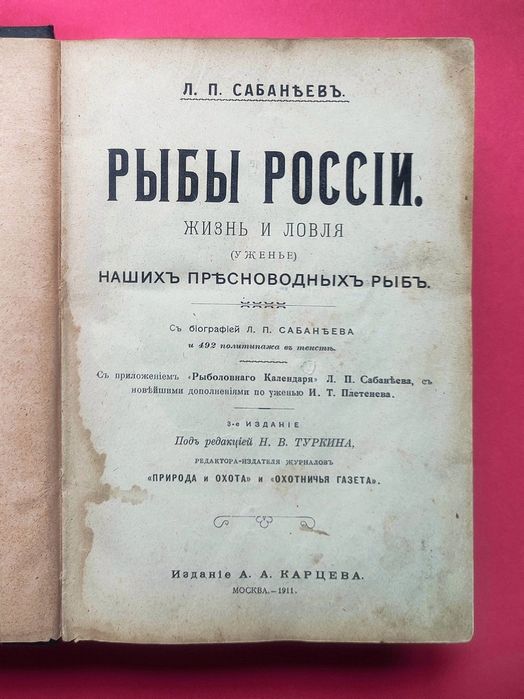 Л. П. САБАНѢЕВЪ.
РЫБЫ РОССІИ.
ЖИЗНЬ И ЛОВЛЯ
(УЖЕНЬЕ)
НАШИХЪ ПРѢСНОВОДНЫХЪ РЫБЪ.
Съ біографіей Л. П. САБАНѢЕВА
и 492 политипажа въ текстѣ.
Съ приложеніемъ «Рыболовнаго Календаря» Л. П. Сабанѣева, съ
новѣйшими дополненіями по уженью И. Т. Плетенева.
3-е ИЗДАНІЕ
Подъ редакціей Н. В. ТУРКИНА,
РЕДАКТОРА-ИЗДАТЕЛЯ ЖУРНАЛОВЪ
«ПРИРОДА и ОХОТА» и «ОХОТНИЧЬЯ ГАЗЕТА».
Изданіе А. А. КАРЦЕВА.
МОСКВА.—1911.